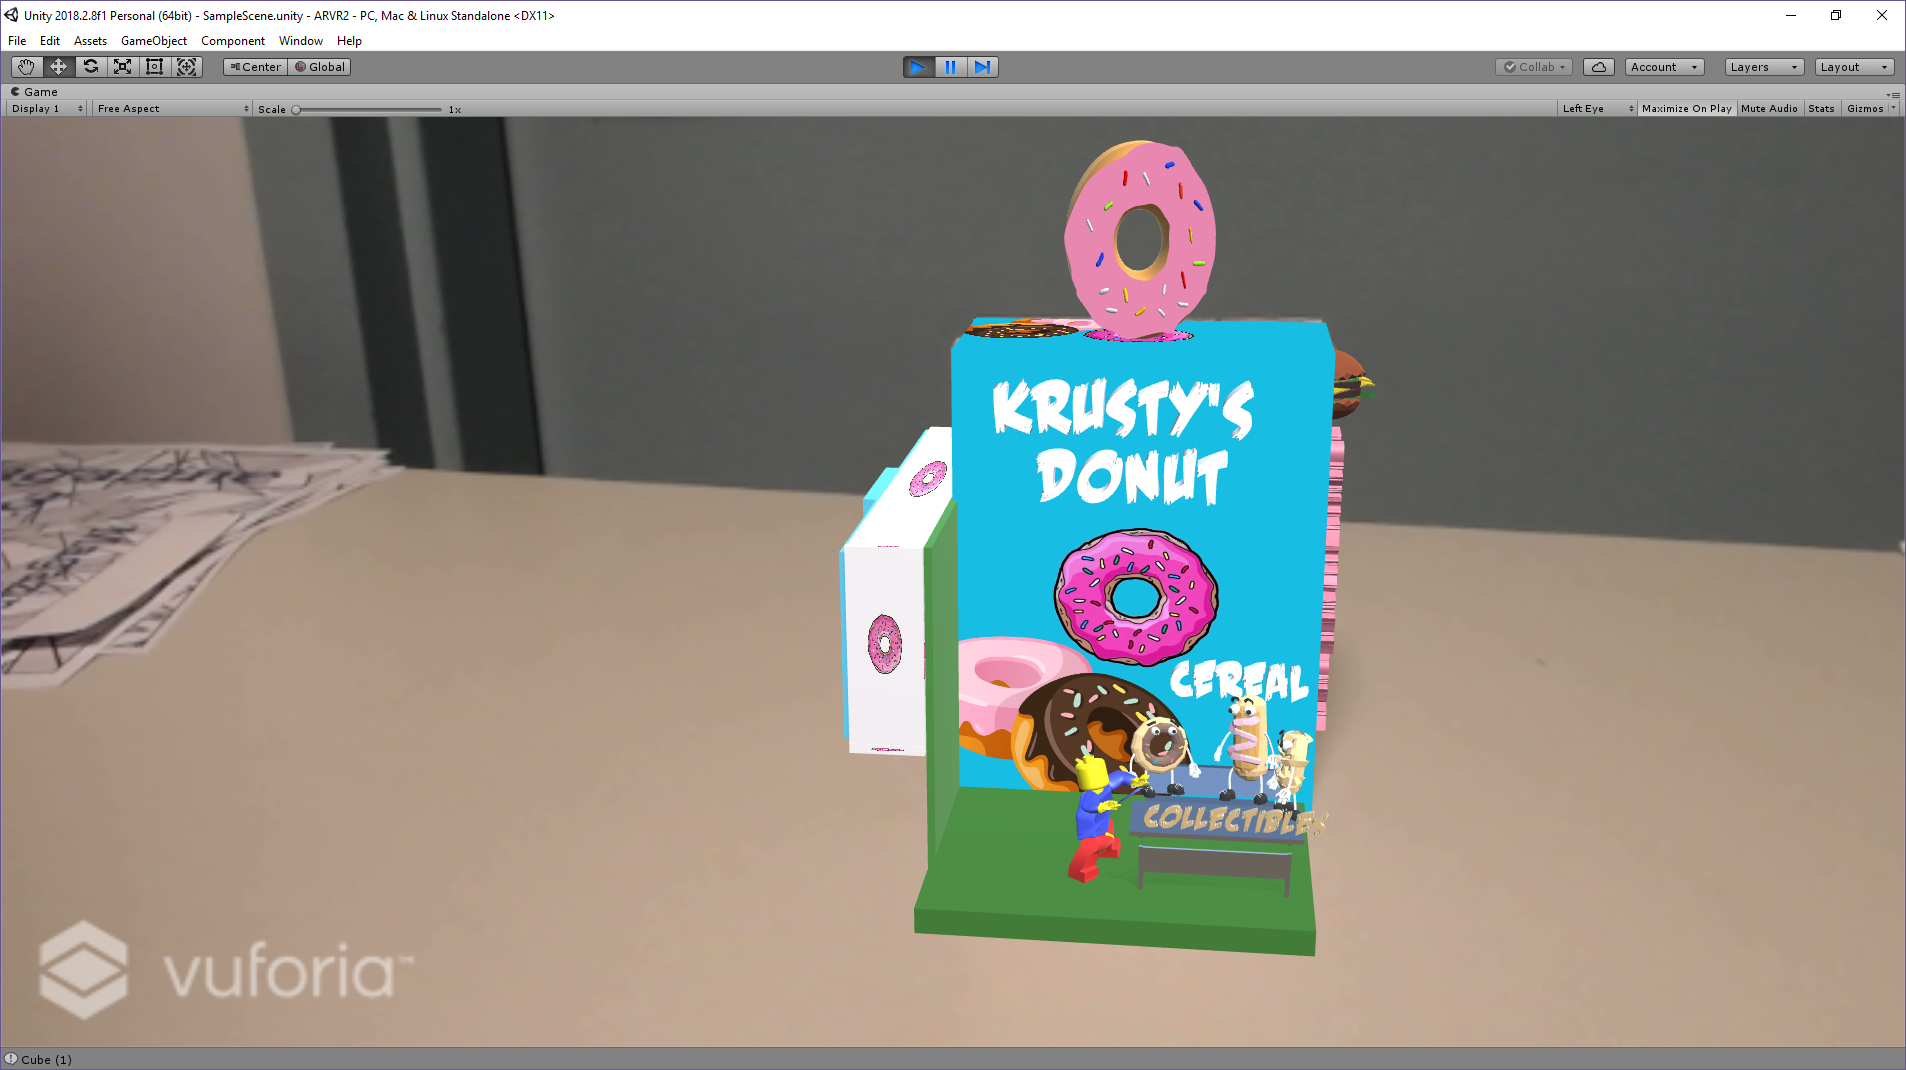 Unity 2018.2.8f1 Personal (64bit) - SampleScene.unity - ARVR2 - PC, Mac & Linux Standalone <DX11>
File Edit Assets GameObject Component Window Help
Center Global Collab Account Layers Layout
Game
Display 1 Free Aspect Scale 1x Left Eye Maximize On Play Mute Audio Stats Gizmos
KRUSTY'S
DONUT
CEREAL
COLLECTIBLES
vuforia™
Cube (1)